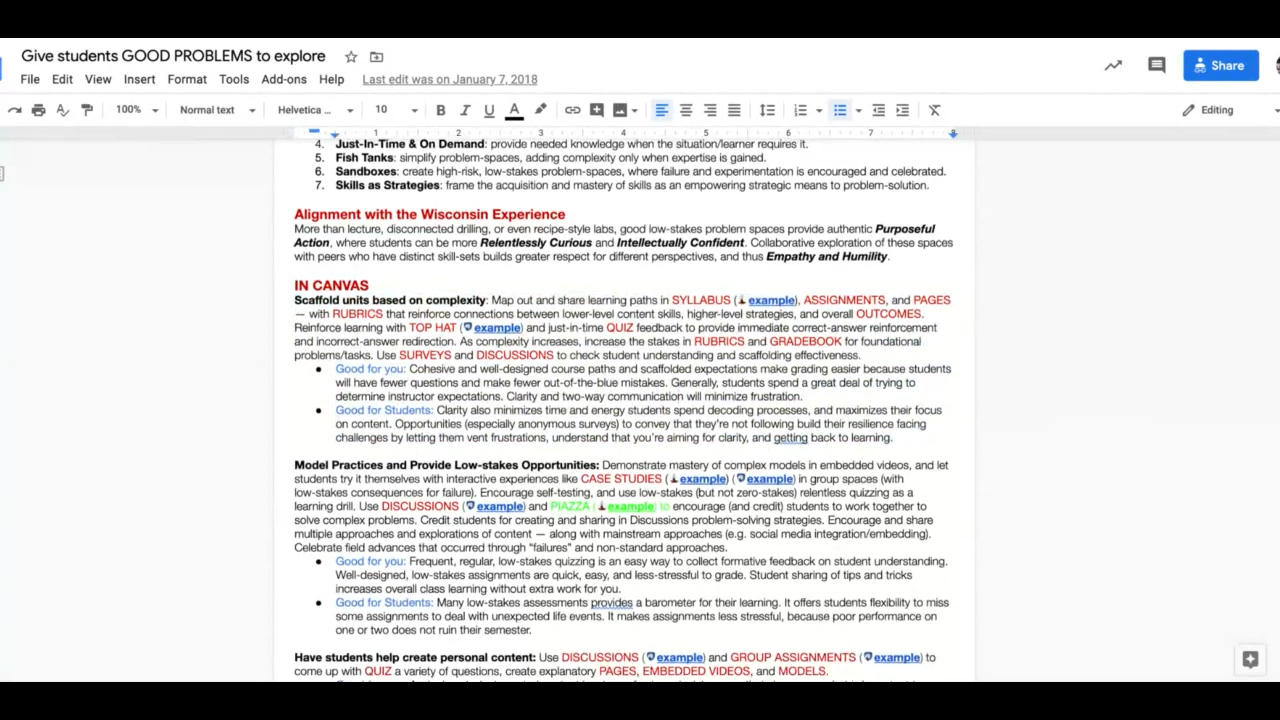 Give students GOOD PROBLEMS to explore
File Edit View Insert Format Tools Add-ons Help Last edit was on January 7, 2018
Share
100% Normal text Helvetica ... 10 B I U A Editing
1 2 3 4 5 6 7 8
4. Just-In-Time & On Demand: provide needed knowledge when the situation/learner requires it.
5. Fish Tanks: simplify problem-spaces, adding complexity only when expertise is gained.
6. Sandboxes: create high-risk, low-stakes problem-spaces, where failure and experimentation is encouraged and celebrated.
7. Skills as Strategies: frame the acquisition and mastery of skills as an empowering strategic means to problem-solution.
Alignment with the Wisconsin Experience
More than lecture, disconnected drilling, or even recipe-style labs, good low-stakes problem spaces provide authentic Purposeful
Action, where students can be more Relentlessly Curious and Intellectually Confident. Collaborative exploration of these spaces
with peers who have distinct skill-sets builds greater respect for different perspectives, and thus Empathy and Humility.
IN CANVAS
Scaffold units based on complexity: Map out and share learning paths in SYLLABUS (example), ASSIGNMENTS, and PAGES
— with RUBRICS that reinforce connections between lower-level content skills, higher-level strategies, and overall OUTCOMES.
Reinforce learning with TOP HAT (example) and just-in-time QUIZ feedback to provide immediate correct-answer reinforcement
and incorrect-answer redirection. As complexity increases, increase the stakes in RUBRICS and GRADEBOOK for foundational
problems/tasks. Use SURVEYS and DISCUSSIONS to check student understanding and scaffolding effectiveness.
● Good for you: Cohesive and well-designed course paths and scaffolded expectations make grading easier because students
will have fewer questions and make fewer out-of-the-blue mistakes. Generally, students spend a great deal of trying to
determine instructor expectations. Clarity and two-way communication will minimize frustration.
● Good for Students: Clarity also minimizes time and energy students spend decoding processes, and maximizes their focus
on content. Opportunities (especially anonymous surveys) to convey that they're not following build their resilience facing
challenges by letting them vent frustrations, understand that you're aiming for clarity, and getting back to learning.
Model Practices and Provide Low-stakes Opportunities: Demonstrate mastery of complex models in embedded videos, and let
students try it themselves with interactive experiences like CASE STUDIES (example) (example) in group spaces (with
low-stakes consequences for failure). Encourage self-testing, and use low-stakes (but not zero-stakes) relentless quizzing as a
learning drill. Use DISCUSSIONS (example) and PIAZZA (example) to encourage (and credit) students to work together to
solve complex problems. Credit students for creating and sharing in Discussions problem-solving strategies. Encourage and share
multiple approaches and explorations of content — along with mainstream approaches (e.g. social media integration/embedding).
Celebrate field advances that occurred through "failures" and non-standard approaches.
● Good for you: Frequent, regular, low-stakes quizzing is an easy way to collect formative feedback on student understanding.
Well-designed, low-stakes assignments are quick, easy, and less-stressful to grade. Student sharing of tips and tricks
increases overall class learning without extra work for you.
● Good for Students: Many low-stakes assessments provides a barometer for their learning. It offers students flexibility to miss
some assignments to deal with unexpected life events. It makes assignments less stressful, because poor performance on
one or two does not ruin their semester.
Have students help create personal content: Use DISCUSSIONS (example) and GROUP ASSIGNMENTS (example) to
come up with QUIZ a variety of questions, create explanatory PAGES, EMBEDDED VIDEOS, and MODELS.